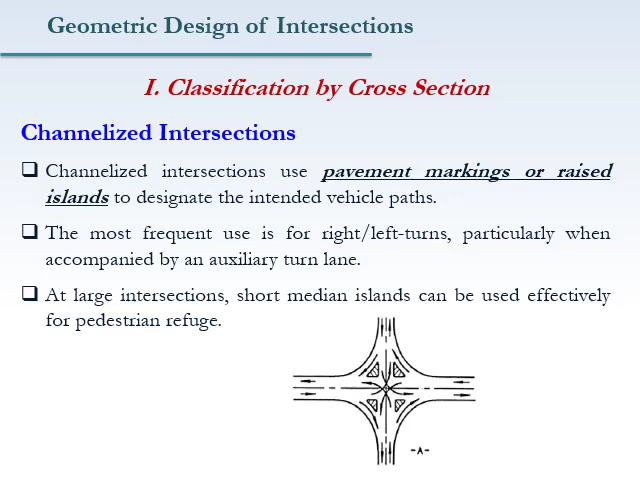 Geometric Design of Intersections
I. Classification by Cross Section
Channelized Intersections
❑ Channelized intersections use pavement markings or raised
islands to designate the intended vehicle paths.
❑ The most frequent use is for right/left-turns, particularly when
accompanied by an auxiliary turn lane.
❑ At large intersections, short median islands can be used effectively
for pedestrian refuge.
-A-